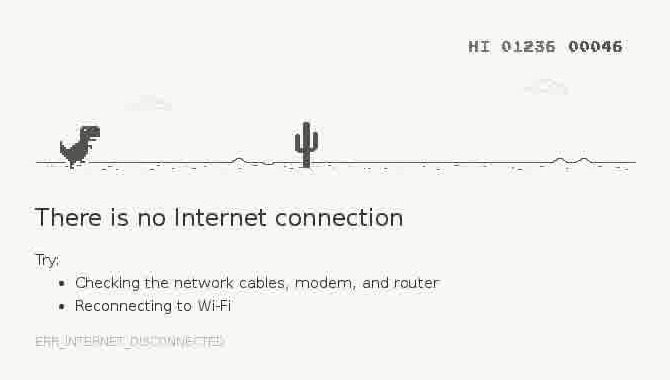 HI 01236 00046
There is no Internet connection
Try:
• Checking the network cables, modem, and router
• Reconnecting to Wi-Fi
ERR_INTERNET_DISCONNECTED